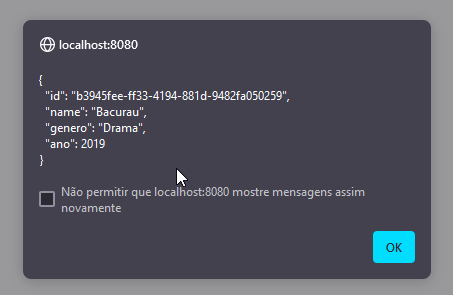 localhost:8080
{
"id": "b3945fee-ff33-4194-881d-9482fa050259",
"name": "Bacurau",
"genero": "Drama",
"ano": 2019
}
Não permitir que localhost:8080 mostre mensagens assim
novamente
OK